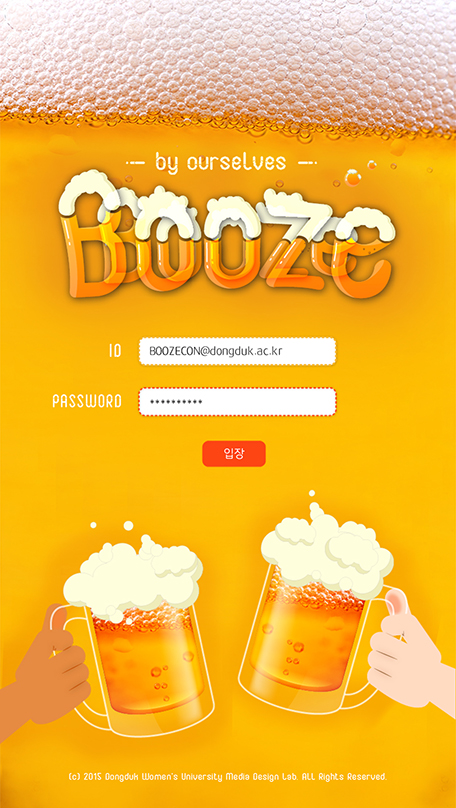 by ourselves
Booze
ID
BOOZECON@dongduk.ac.kr
PASSWORD
**********
입장
(c) 2015 Dongduk Women's University Media Design Lab. All Rights Reserved.